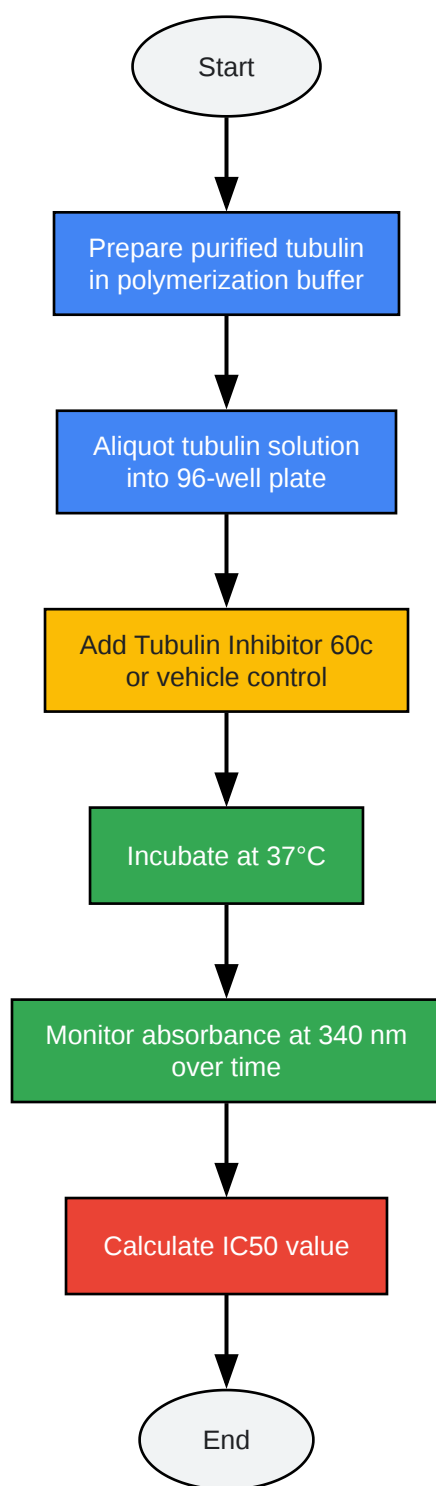 Start
Prepare purified tubulin
in polymerization buffer
Aliquot tubulin solution
into 96-well plate
Add Tubulin Inhibitor 60c
or vehicle control
Incubate at 37°C
Monitor absorbance at 340 nm
over time
Calculate IC50 value
End